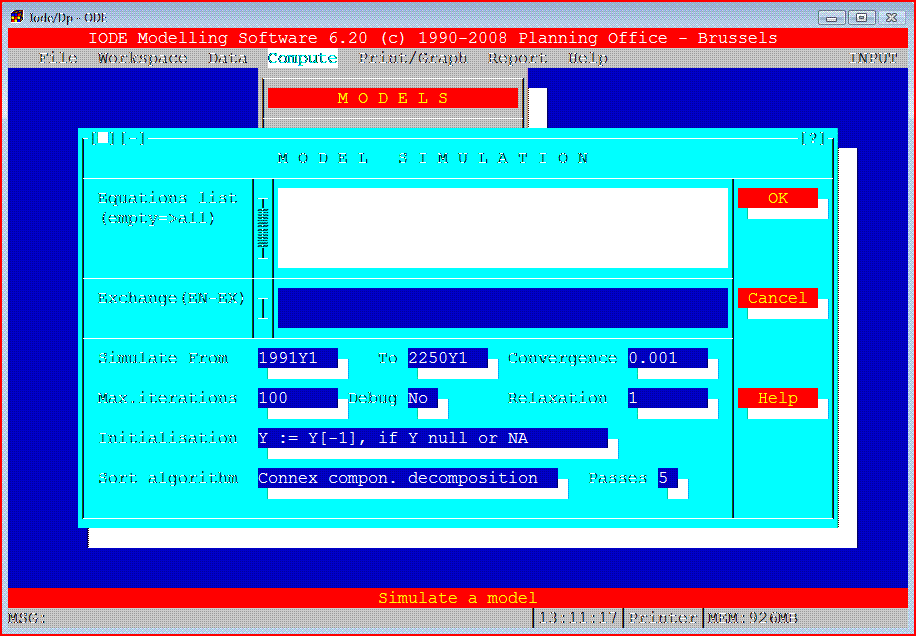 Iode/Dp - ODE
IODE Modelling Software 6.20 (c) 1990-2008 Planning Office - Brussels
File Workspace Data Compute Print/Graph Report Help INPUT
M O D E L S
[ ][-] [?]
M O D E L   S I M U L A T I O N
Equations list
(empty=>all)
OK
Exchange(EN-EX)
Cancel
Simulate From 1991Y1 To 2250Y1 Convergence 0.001
Max.iterations 100 Debug No Relaxation 1
Help
Initialisation Y := Y[-1], if Y null or NA
Sort algorithm Connex compon. decomposition Passes 5
Simulate a model
MSG: 13:11:17 Printer MEM:926MB